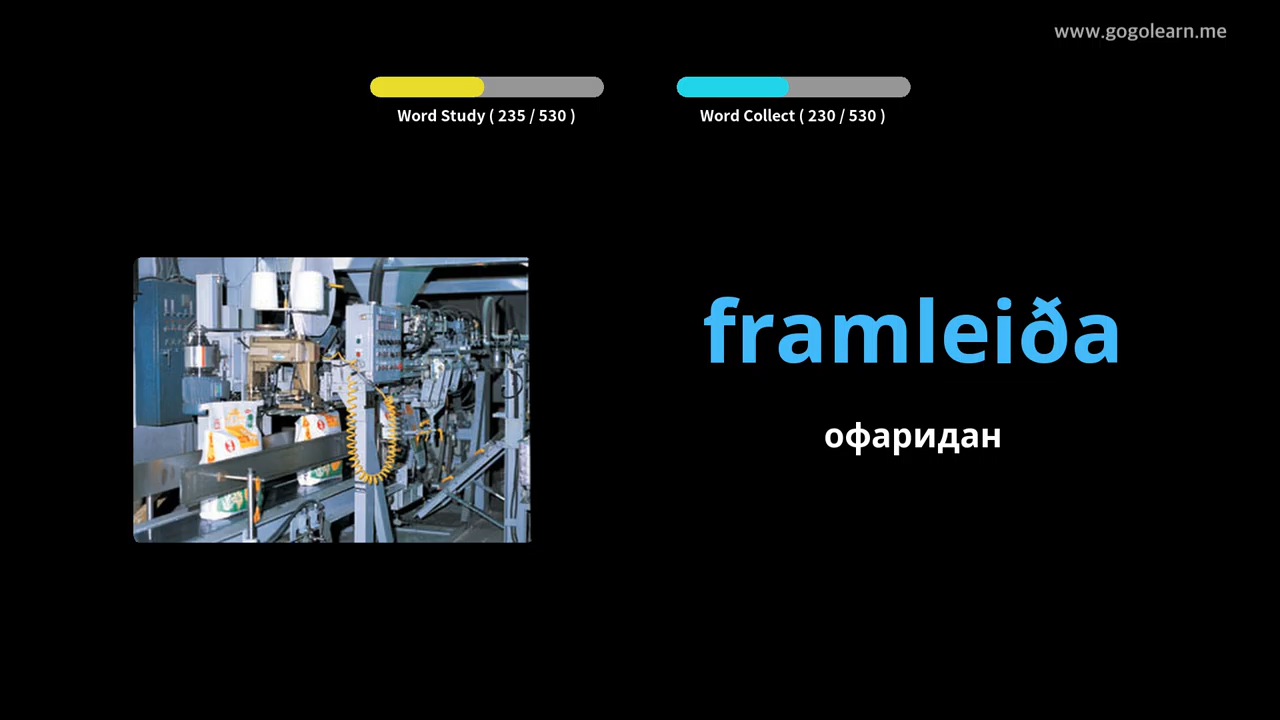 www.gogolearn.me
Word Study ( 235 / 530 )
Word Collect ( 230 / 530 )
framleiða
офаридан